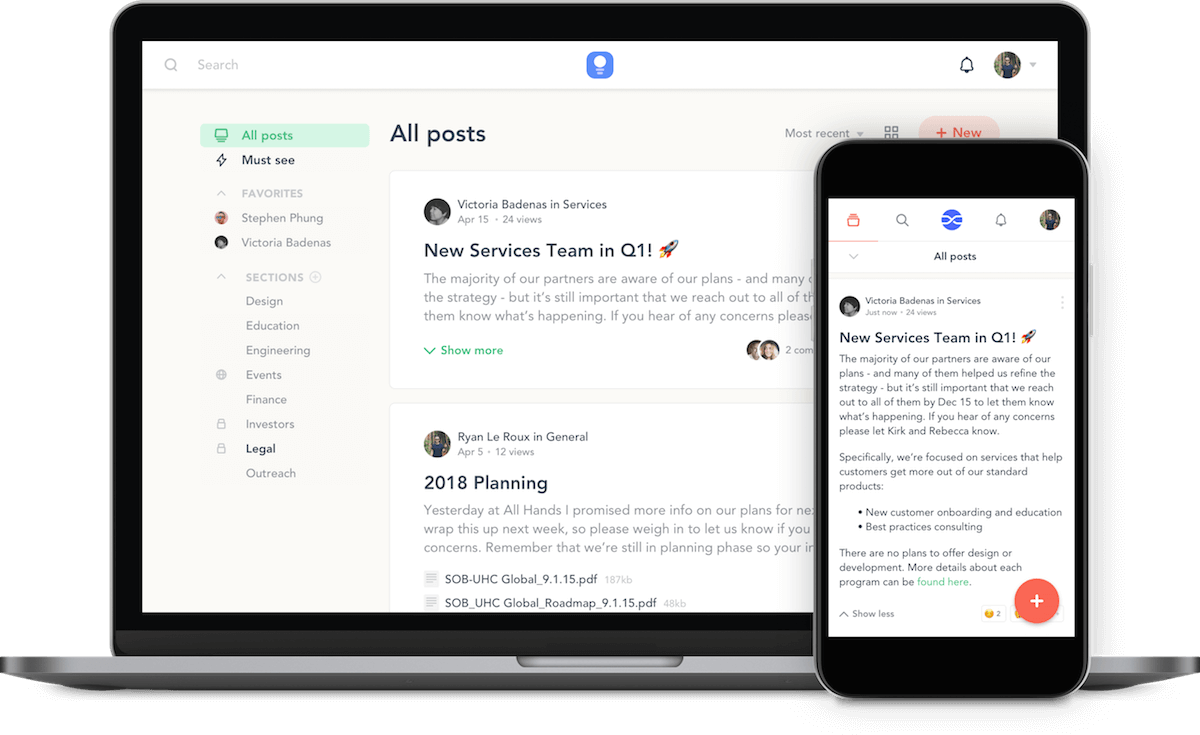 Search
All posts
Must see
FAVORITES
Stephen Phung
Victoria Badenas
SECTIONS
Design
Education
Engineering
Events
Finance
Investors
Legal
Outreach
All posts
Most recent
+ New
Victoria Badenas in Services
Apr 15 · 24 views
New Services Team in Q1! 🚀
The majority of our partners are aware of our plans - and many
the strategy - but it's still important that we reach out to all of
them know what's happening. If you hear of any concerns
Show more
2
Ryan Le Roux in General
Apr 5 · 12 views
2018 Planning
Yesterday at All Hands I promised more info on our plans for
wrap this up next week, so please weigh in to let us know if you
concerns. Remember that we're still in planning phase so your
SOB-UHC Global_9.1.15.pdf 187kb
SOB_UHC Global_Roadmap_9.1.15.pdf 48kb
All posts
Victoria Badenas in Services
Just now · 24 views
New Services Team in Q1! 🚀
The majority of our partners are aware of our
plans - and many of them helped us refine the
strategy - but it's still important that we reach
out to all of them by Dec 15 to let them know
what's happening. If you hear of any concerns
please let Kirk and Rebecca know.
Specifically, we're focused on services that help
customers get more out of our standard
products:
• New customer onboarding and education
• Best practices consulting
There are no plans to offer design or
development. More details about each
program can be found here.
Show less
😄 2
+